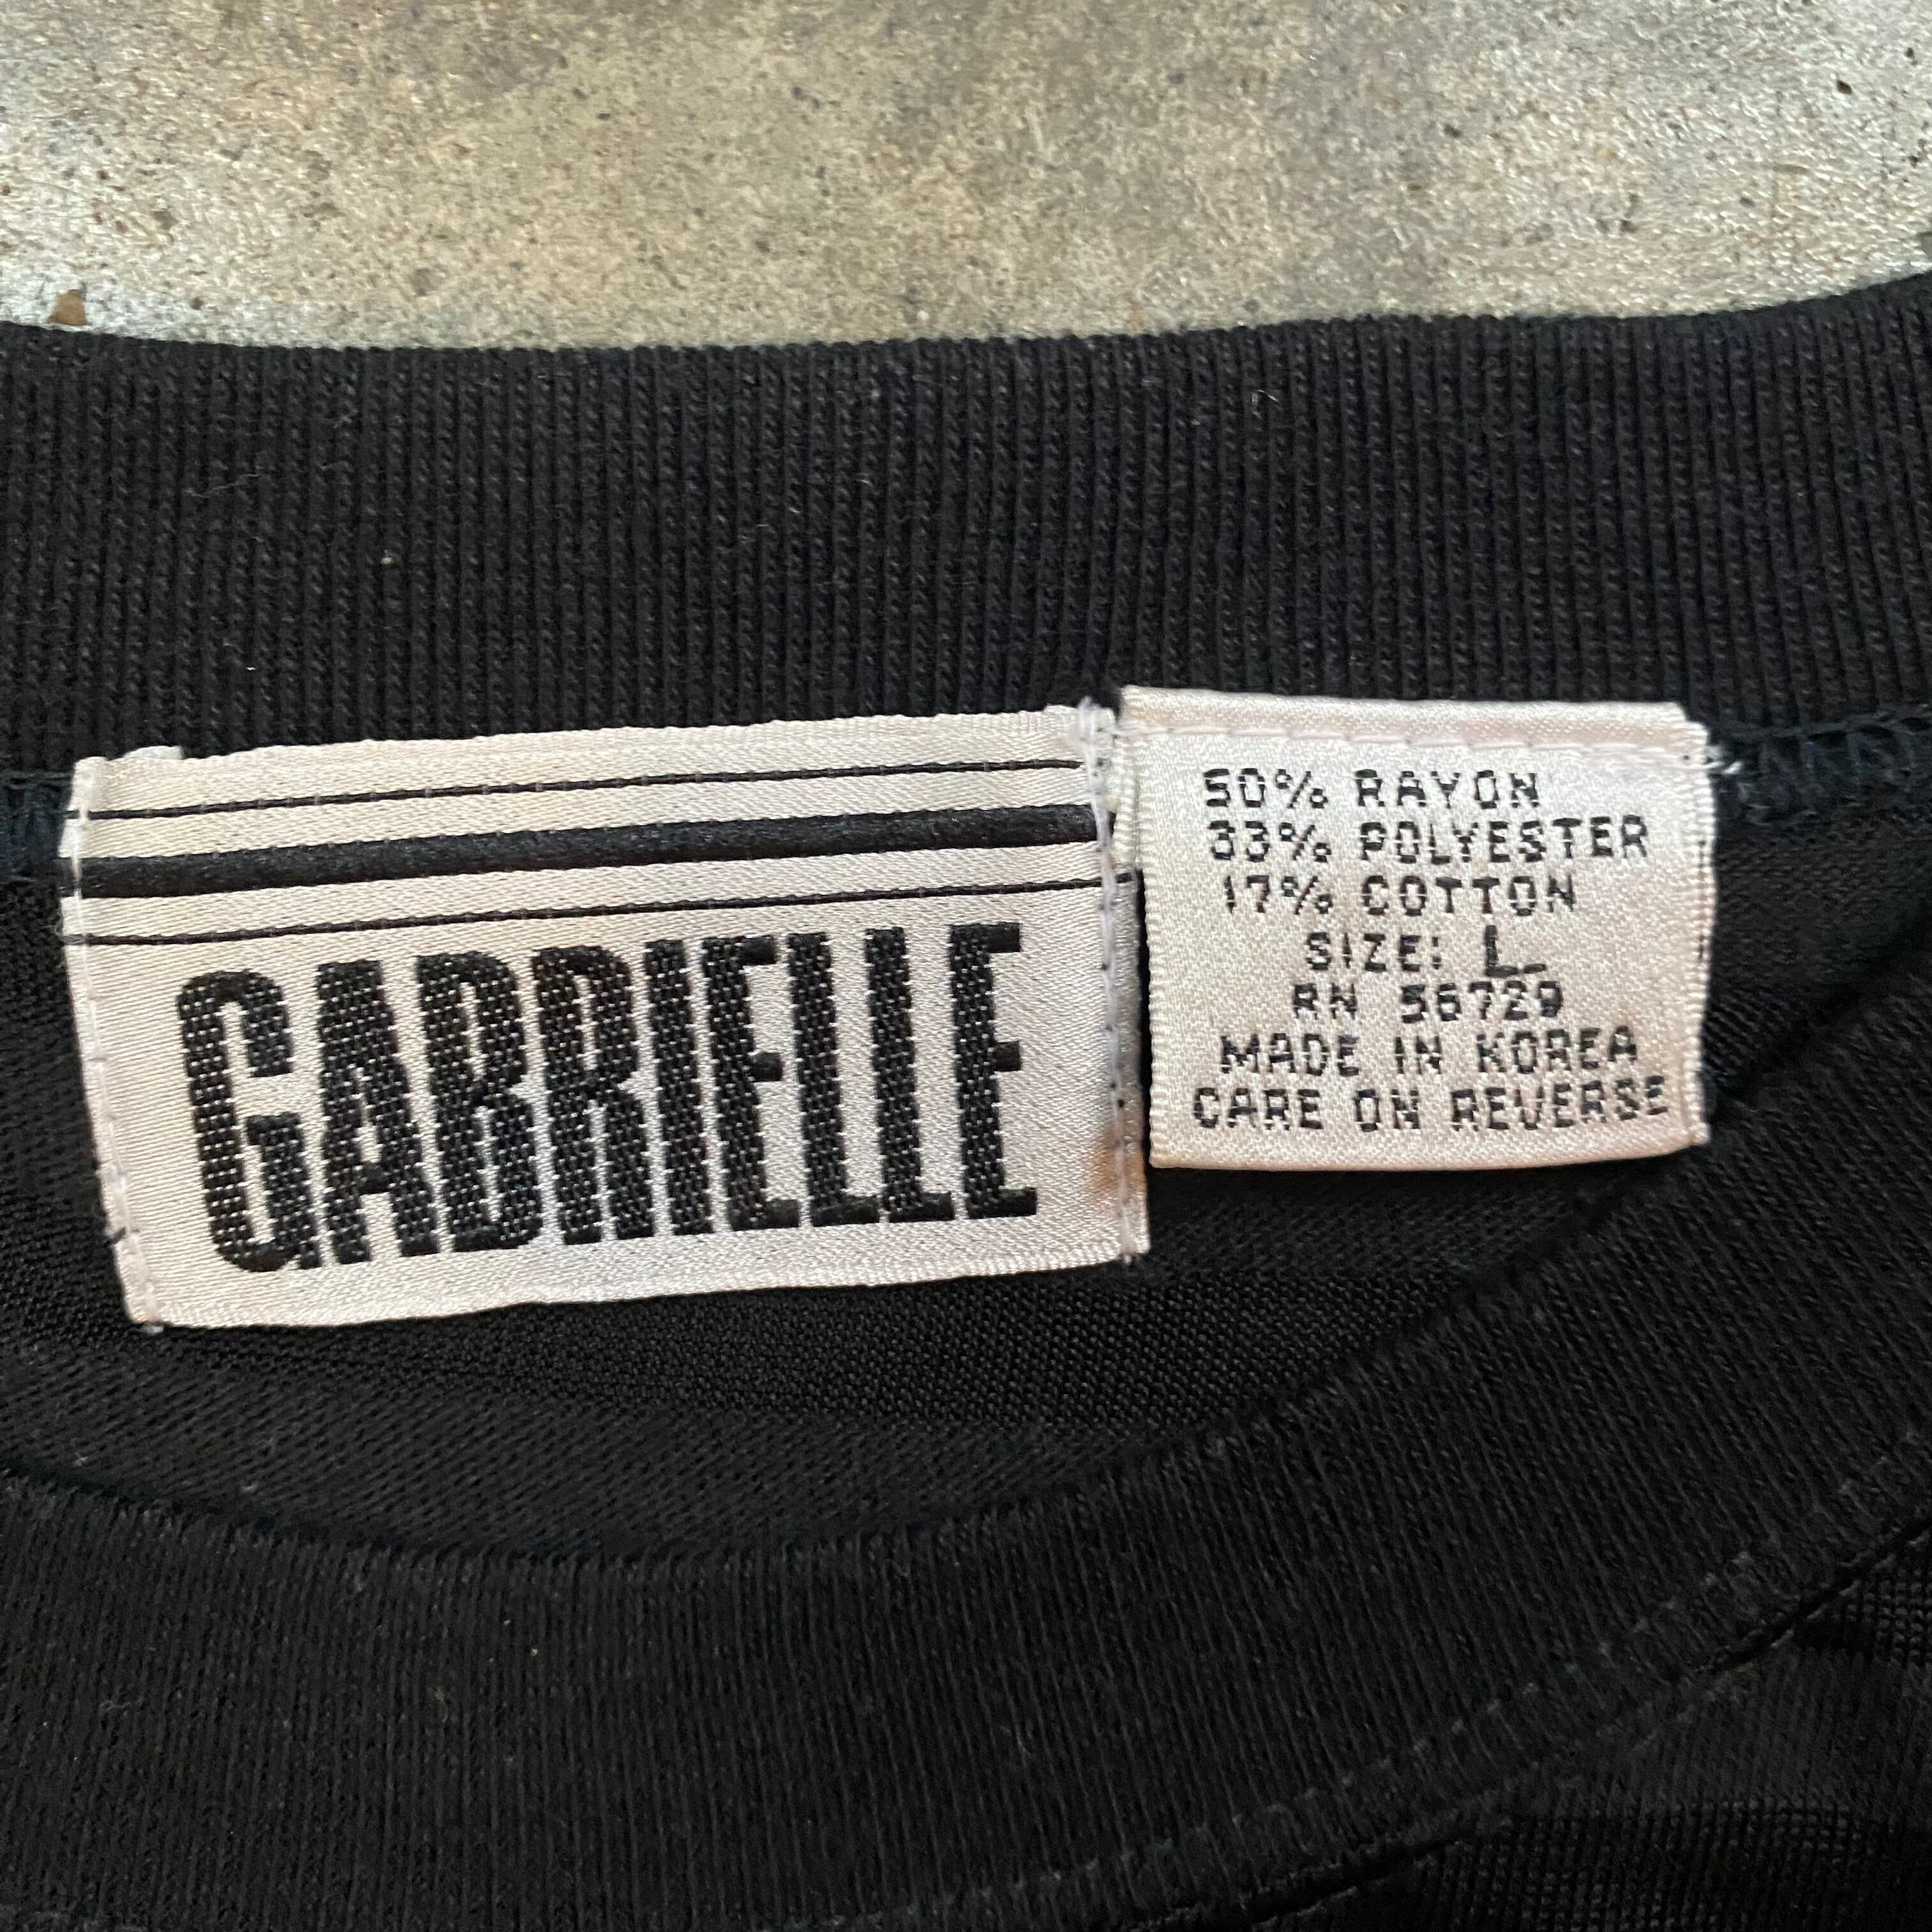 GABRIELLE
50% RAYON
33% POLYESTER
17% COTTON
SIZE: L
RN 56729
MADE IN KOREA
CARE ON REVERSE